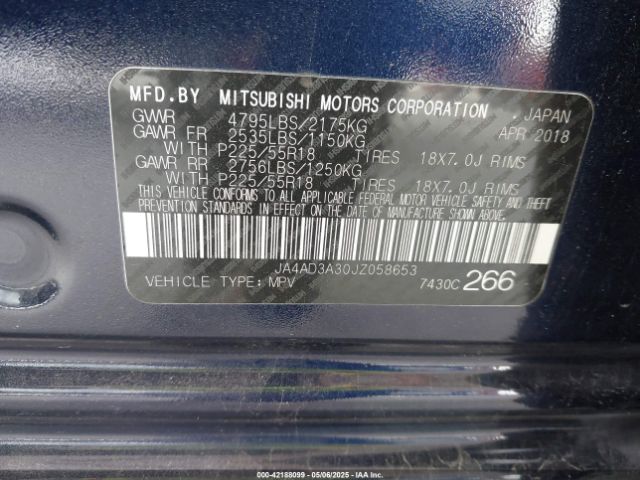 MFD.BY MITSUBISHI MOTORS CORPORATION, JAPAN
GVWR 4795LBS/2175KG APR 2018
GAWR FR 2535LBS/1150KG
WITH P225/55R18 TIRES 18X7.0J RIMS
GAWR RR 2756LBS/1250KG
WITH P225/55R18 TIRES 18X7.0J RIMS
THIS VEHICLE CONFORMS TO ALL APPLICABLE FEDERAL MOTOR VEHICLE SAFETY AND THEFT
PREVENTION STANDARDS IN EFFECT ON THE DATE OF MANUFACTURE SHOWN ABOVE.
JA4AD3A30JZ058653
VEHICLE TYPE: MPV 7430C 266
000-42188099 - 05/06/2025 - IAAI.COM